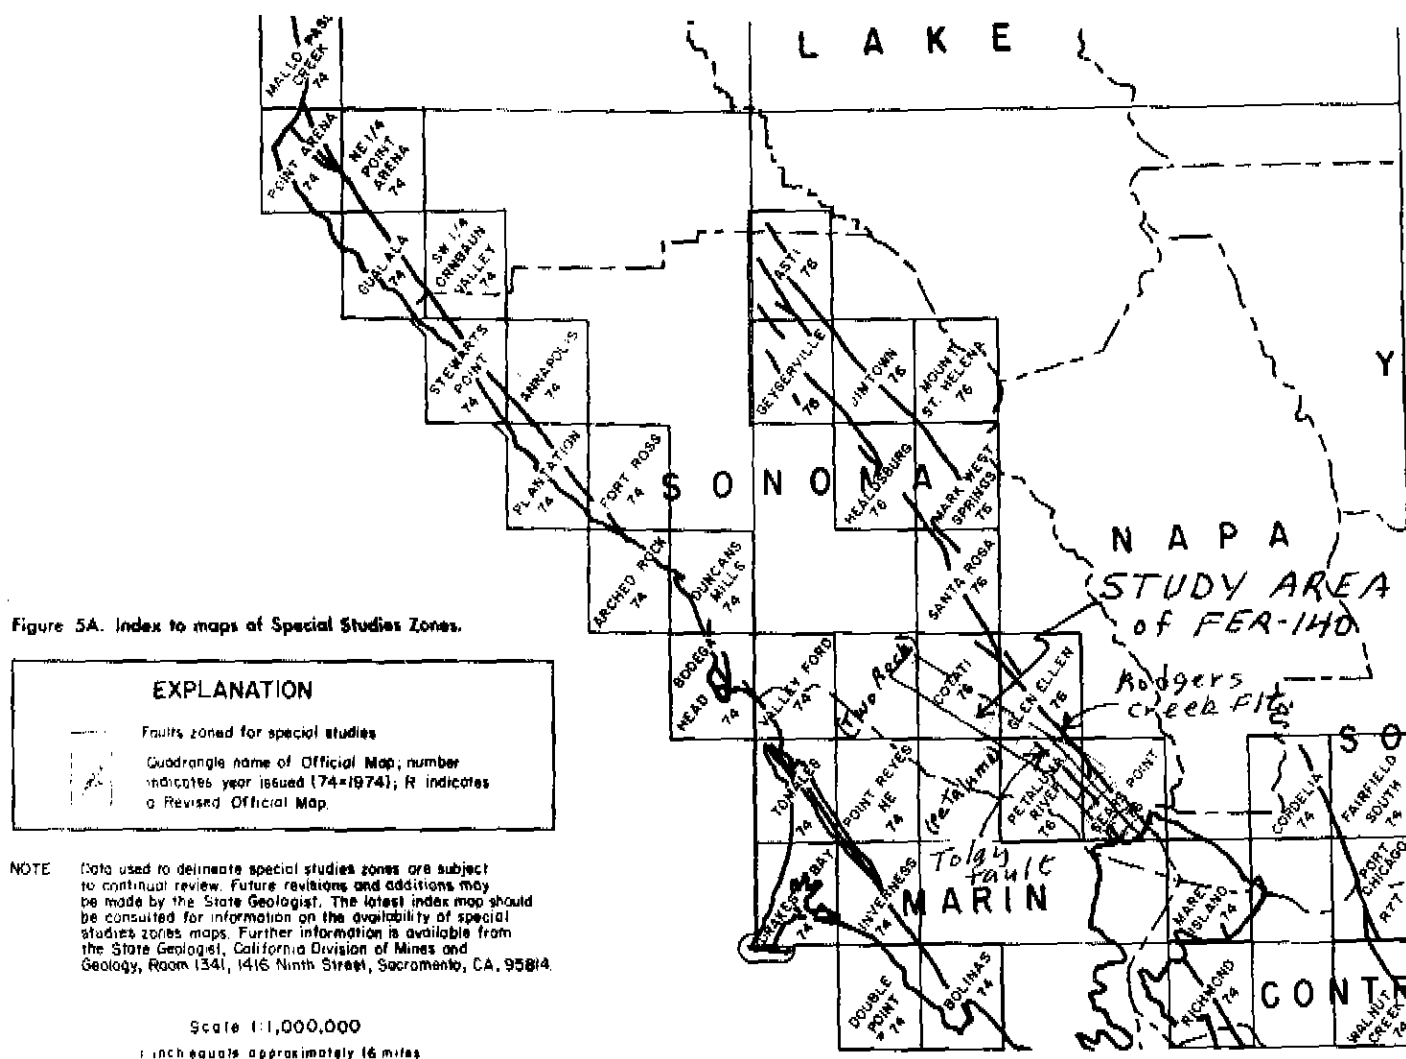 L A K E
MALLO PASS
CREEK
74
POINT ARENA
74
NE 1/4
POINT
ARENA
74
GUALALA
74
SW 1/4
ORNBAUN
VALLEY
74
ASTI
76
STEWARTS
POINT
74
ANNAPOLIS
74
GEYSERVILLE
76
JIMTOWN
76
MOUNT
ST. HELENA
76
Y
PLANTATION
74
FORT ROSS
74
S O N O M A
HEALDSBURG
76
MARK WEST
SPRINGS
76
ARCHED ROCK
74
DUNCANS
MILLS
74
SANTA ROSA
76
N A P A
STUDY AREA
of FER-140
Figure 5A. Index to maps of Special Studies Zones.
EXPLANATION
Faults zoned for special studies
Quadrangle name of Official Map; number
indicates year issued (74=1974); R indicates
a Revised Official Map.
BODEGA
HEAD
74
VALLEY FORD
74
(Two Rock
COTATI
76
GLEN ELLEN
76
Rodgers
Creek Flt.
S O
TOMALES
74
POINT REYES
NE
74
(Petaluma)
PETALUMA
RIVER
76
SEARS POINT
76
CORDELIA
74
FAIRFIELD
SOUTH
74
NOTE Data used to delineate special studies zones are subject
to continual review. Future revisions and additions may
be made by the State Geologist. The latest index map should
be consulted for information on the availability of special
studies zones maps. Further information is available from
the State Geologist, California Division of Mines and
Geology, Room 1341, 1416 Ninth Street, Sacramento, CA. 95814.
DRAKES BAY
74
INVERNESS
74
Tolay
fault
MARIN
MARE
ISLAND
74
PORT
CHICAGO
R77
DOUBLE
POINT
74
BOLINAS
74
RICHMOND
74
CONTR
WALNUT
CREEK
74
Scale 1:1,000,000
1 inch equals approximately 16 miles